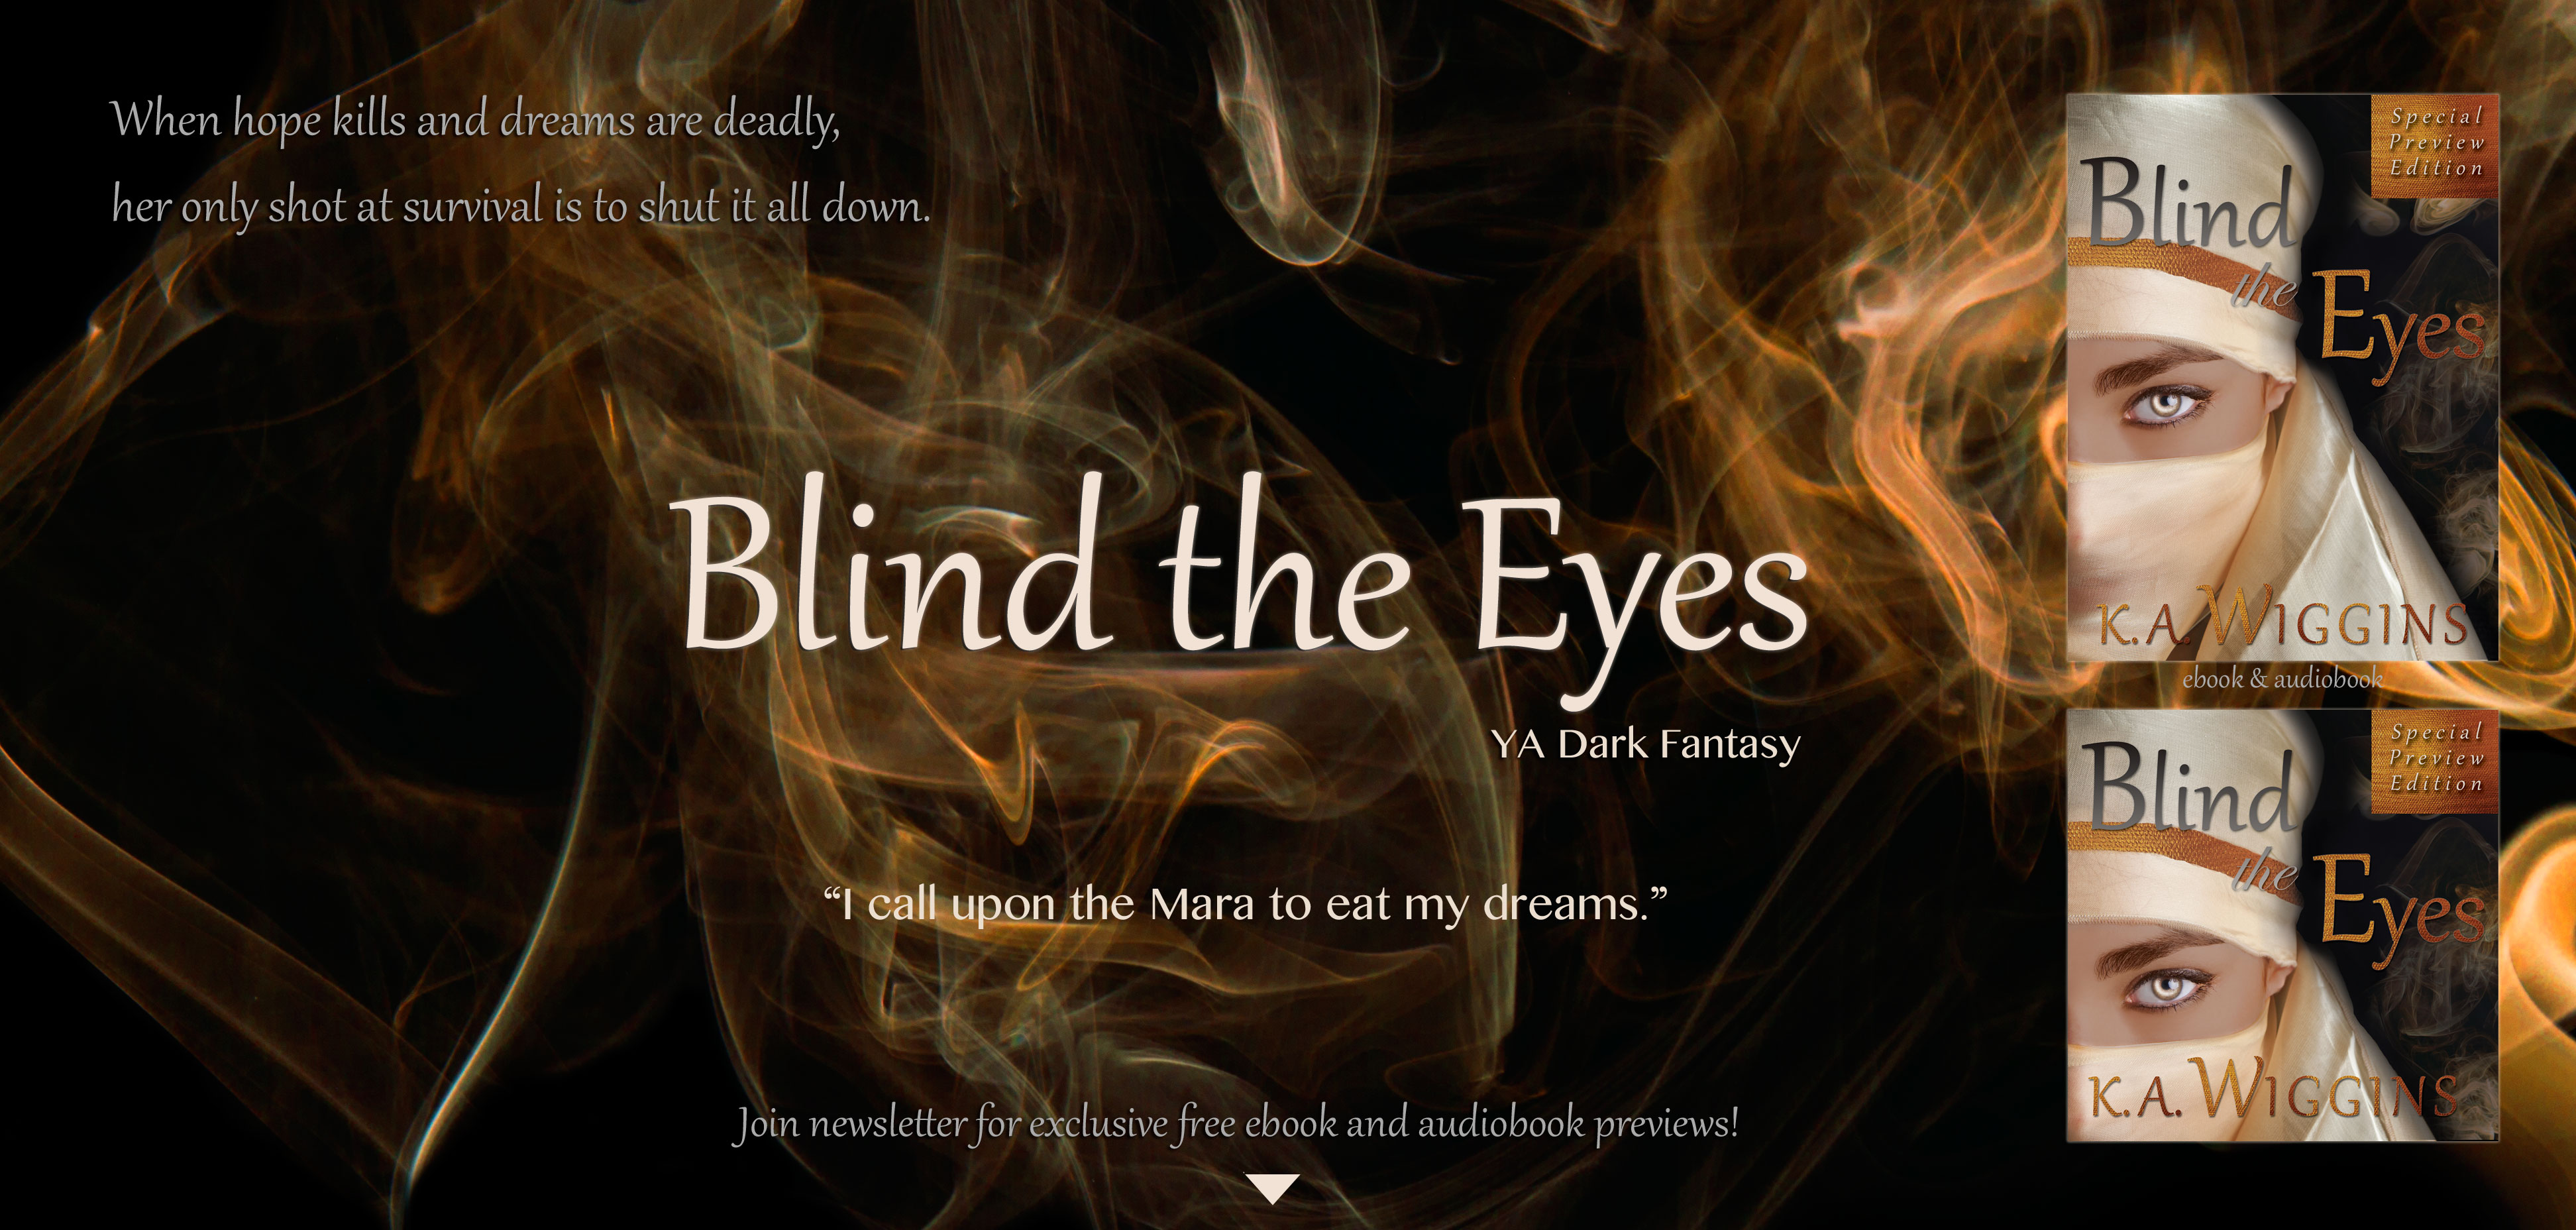 When hope kills and dreams are deadly,
her only shot at survival is to shut it all down.
Blind the Eyes
YA Dark Fantasy
“I call upon the Mara to eat my dreams.”
Join newsletter for exclusive free ebook and audiobook previews!
Special
Preview
Edition
Blind
the
Eyes
K.A. WIGGINS
ebook & audiobook
Special
Preview
Edition
Blind
the
Eyes
K.A. WIGGINS